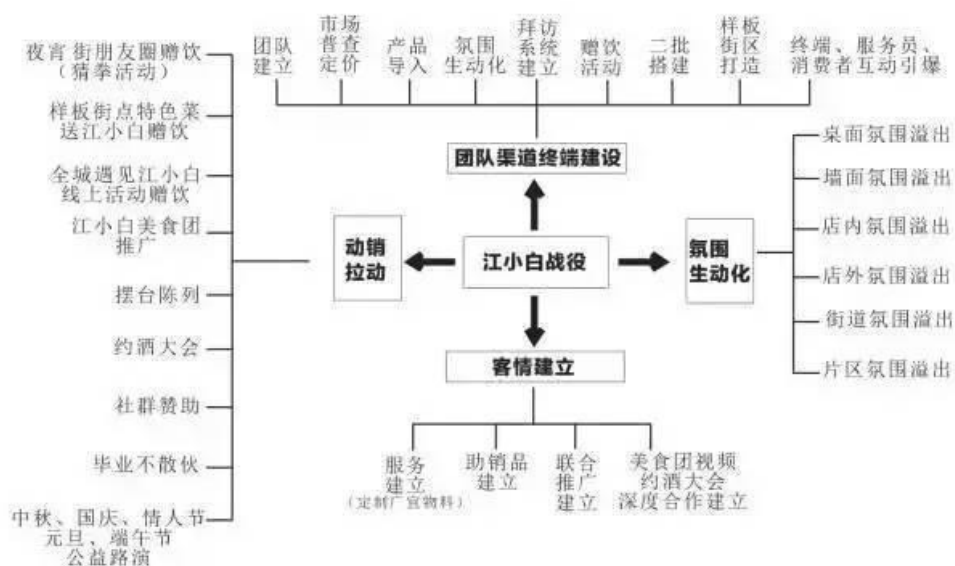 团队
建立
市场
普查
定价
产品
导入
氛围
生动化
拜访
系统
建立
赠饮
活动
二批
搭建
样板
街区
打造
终端、服务员、
消费者互动引爆
团队渠道终端建设
夜宵街朋友圈赠饮
（猜拳活动）
样板街点特色菜
送江小白赠饮
全城遇见江小白
线上活动赠饮
江小白美食团
推广
摆台陈列
约酒大会
社群赞助
毕业不散伙
中秋、国庆、情人节
元旦、端午节
公益路演
动销
拉动
江小白战役
氛围
生动化
桌面氛围溢出
墙面氛围溢出
店内氛围溢出
店外氛围溢出
街道氛围溢出
片区氛围溢出
客情建立
服务
建立
（定制广宣物料）
助销品
建立
联合
推广
建立
美食团视频
约酒大会
深度合作建立